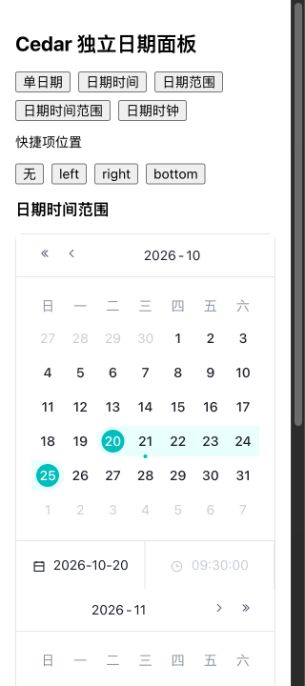 Cedar 独立日期面板
单日期 日期时间 日期范围
日期时间范围 日期时钟
快捷项位置
无 left right bottom
日期时间范围
« ‹ 2026-10
日 一 二 三 四 五 六
27 28 29 30 1 2 3
4 5 6 7 8 9 10
11 12 13 14 15 16 17
18 19 20 21 22 23 24
25 26 27 28 29 30 31
1 2 3 4 5 6 7
2026-10-20 09:30:00
2026-11 › »
日 一 二 三 四 五 六